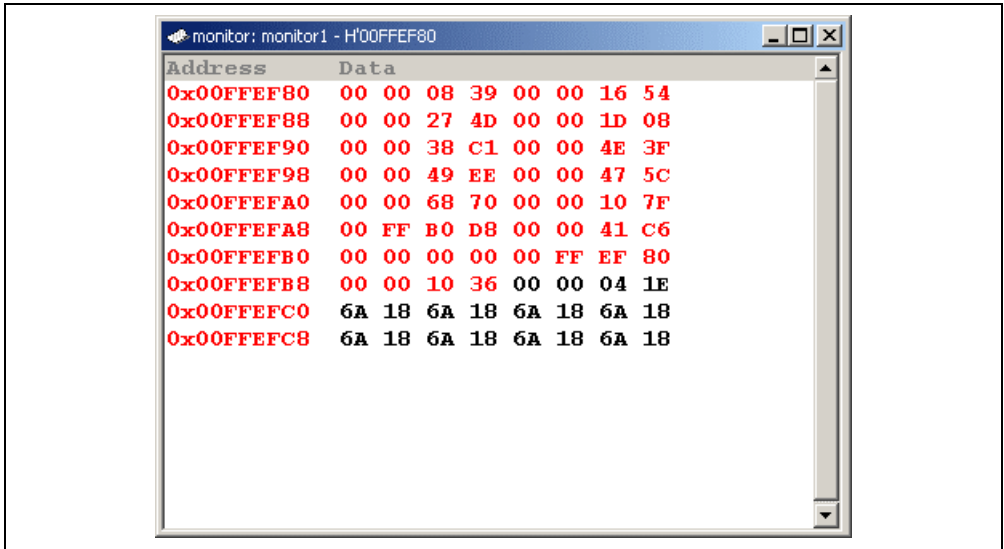 monitor: monitor1 - H'00FFEF80
Address Data
0x00FFEF80 00 00 08 39 00 00 16 54
0x00FFEF88 00 00 27 4D 00 00 1D 08
0x00FFEF90 00 00 38 C1 00 00 4E 3F
0x00FFEF98 00 00 49 EE 00 00 47 5C
0x00FFEFA0 00 00 68 70 00 00 10 7F
0x00FFEFA8 00 FF B0 D8 00 00 41 C6
0x00FFEFB0 00 00 00 00 00 FF EF 80
0x00FFEFB8 00 00 10 36 00 00 04 1E
0x00FFEFC0 6A 18 6A 18 6A 18 6A 18
0x00FFEFC8 6A 18 6A 18 6A 18 6A 18